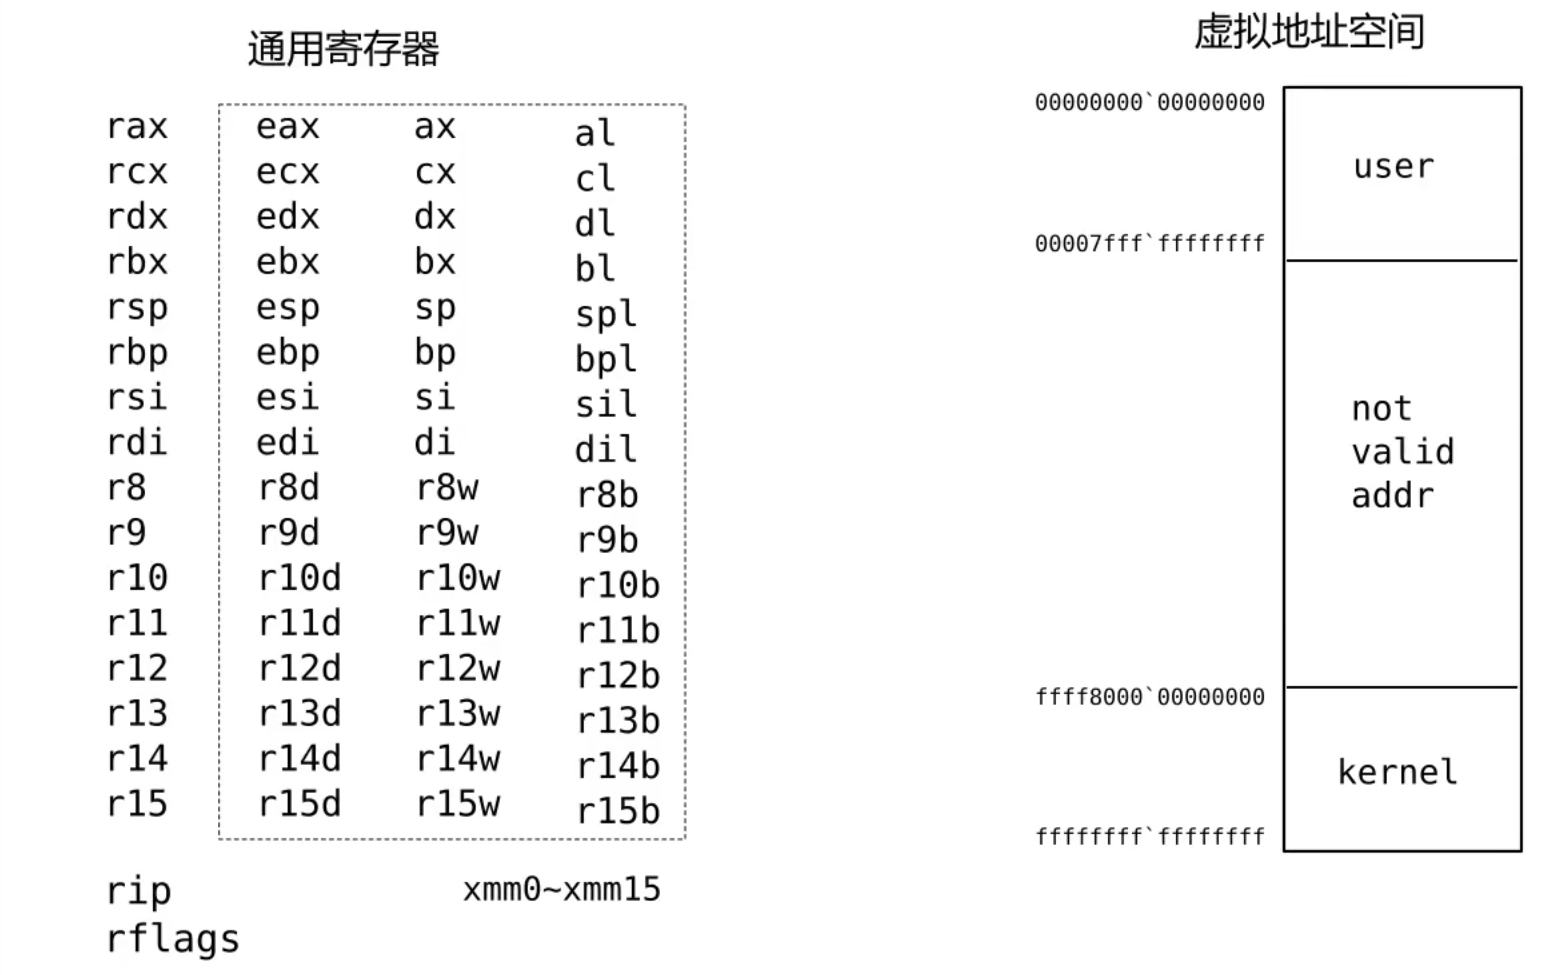 通用寄存器
rax eax ax al
rcx ecx cx cl
rdx edx dx dl
rbx ebx bx bl
rsp esp sp spl
rbp ebp bp bpl
rsi esi si sil
rdi edi di dil
r8 r8d r8w r8b
r9 r9d r9w r9b
r10 r10d r10w r10b
r11 r11d r11w r11b
r12 r12d r12w r12b
r13 r13d r13w r13b
r14 r14d r14w r14b
r15 r15d r15w r15b
rip xmm0~xmm15
rflags
虚拟地址空间
00000000`00000000
user
00007fff`ffffffff
not
valid
addr
ffff8000`00000000
kernel
ffffffff`ffffffff